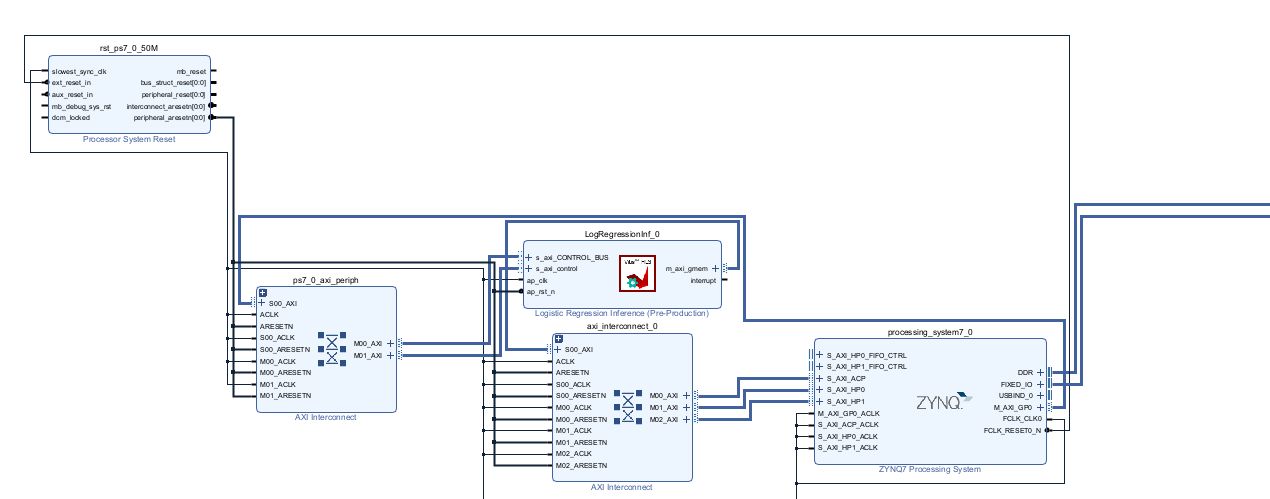 rst_ps7_0_50M
slowest_sync_clk
mb_reset
ext_reset_in
bus_struct_reset[0:0]
aux_reset_in
peripheral_reset[0:0]
mb_debug_sys_rst
interconnect_aresetn[0:0]
dcm_locked
peripheral_aresetn[0:0]
Processor System Reset
LogRegressionInf_0
s_axi_CONTROL_BUS
s_axi_control
m_axi_gmem
ap_clk
interrupt
ap_rst_n
Logistic Regression Inference (Pre-Production)
ps7_0_axi_periph
S00_AXI
ACLK
ARESETN
S00_ACLK
S00_ARESETN
M00_ACLK
M00_ARESETN
M01_ACLK
M01_ARESETN
M00_AXI
M01_AXI
AXI Interconnect
axi_interconnect_0
S00_AXI
ACLK
ARESETN
S00_ACLK
S00_ARESETN
M00_ACLK
M00_ARESETN
M01_ACLK
M01_ARESETN
M02_ACLK
M02_ARESETN
M00_AXI
M01_AXI
M02_AXI
AXI Interconnect
processing_system7_0
S_AXI_HP0_FIFO_CTRL
S_AXI_HP1_FIFO_CTRL
S_AXI_ACP
S_AXI_HP0
S_AXI_HP1
M_AXI_GP0_ACLK
S_AXI_ACP_ACLK
S_AXI_HP0_ACLK
S_AXI_HP1_ACLK
ZYNQ
DDR
FIXED_IO
USBIND_0
M_AXI_GP0
FCLK_CLK0
FCLK_RESET0_N
ZYNQ7 Processing System